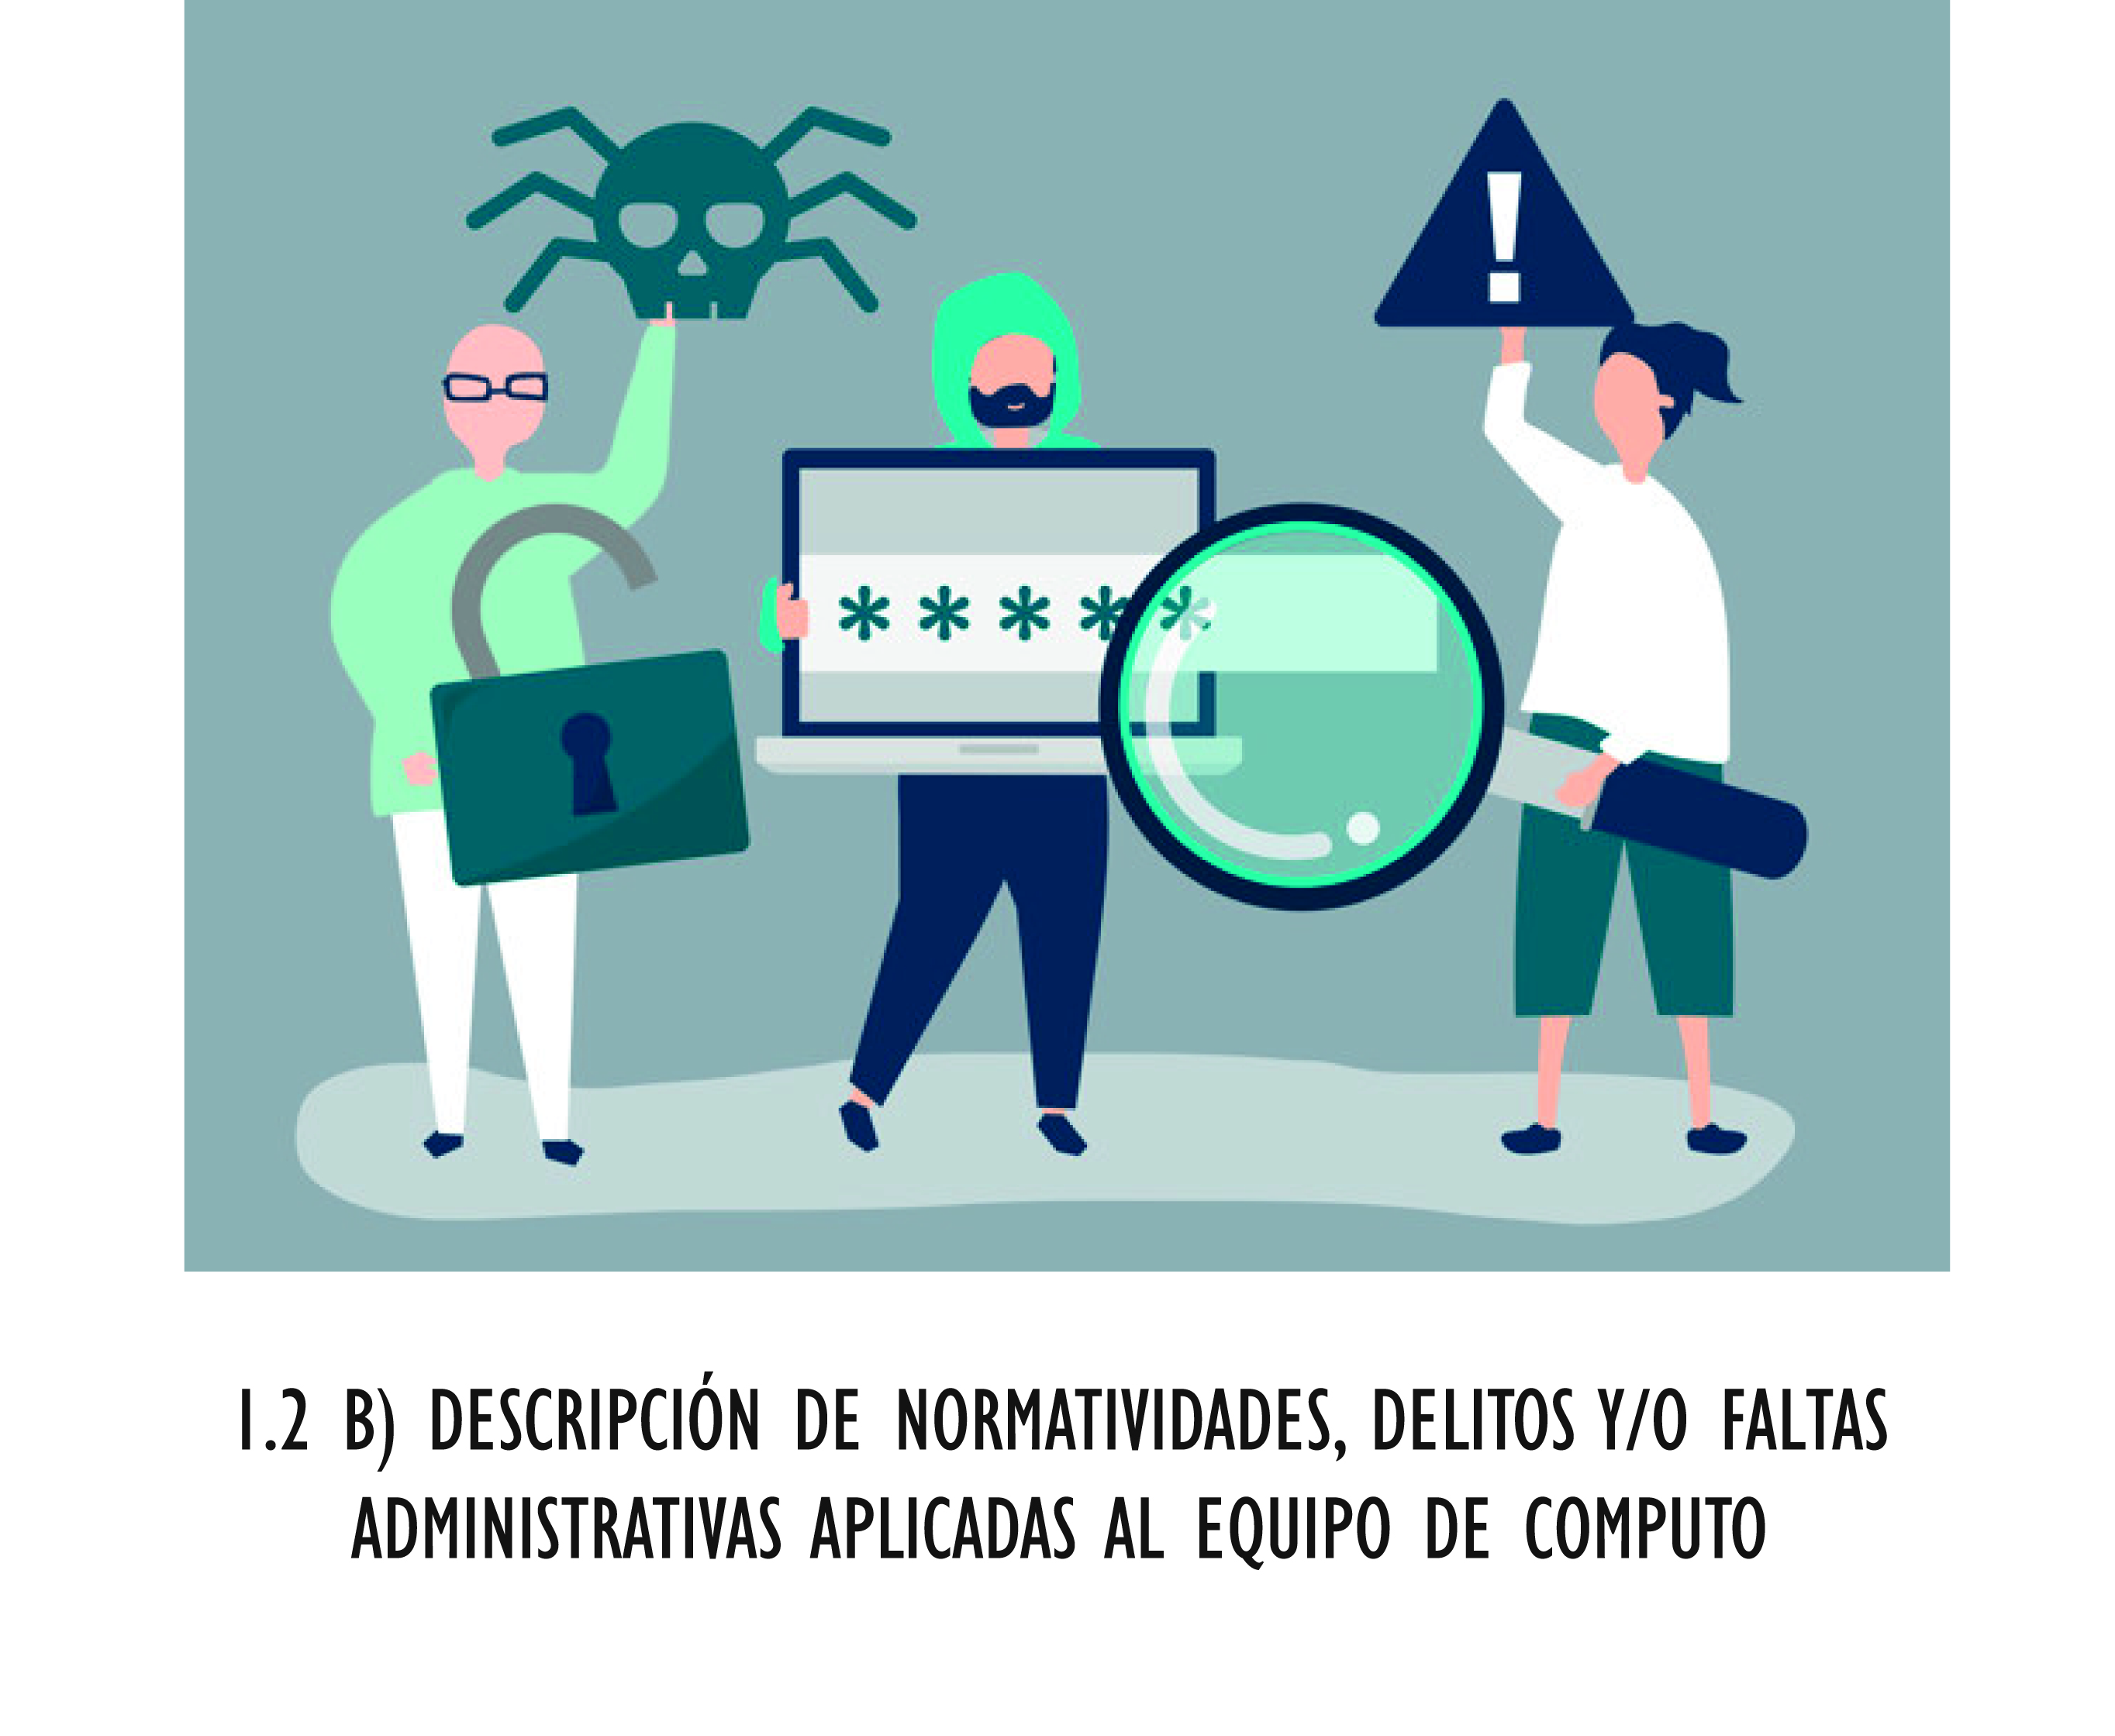 * * * * *
1.2 B) DESCRIPCIÓN DE NORMATIVIDADES, DELITOS Y/O FALTAS
ADMINISTRATIVAS APLICADAS AL EQUIPO DE COMPUTO